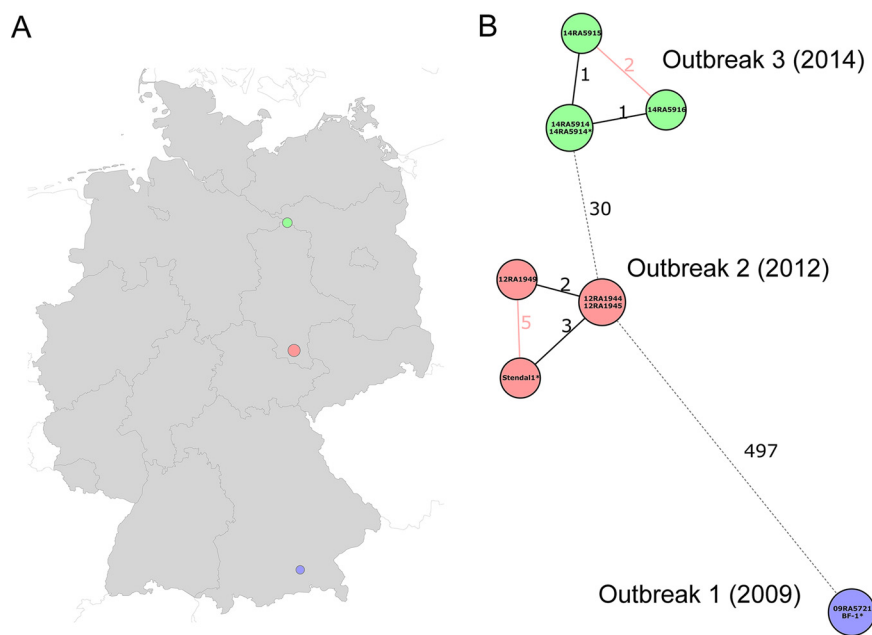 A
B
14RA5915
Outbreak 3 (2014)
2
1
14RA5916
1
14RA5914
14RA5914*
30
Outbreak 2 (2012)
12RA1949
2
12RA1944
12RA1945
5
3
Stendal1*
497
Outbreak 1 (2009)
09RA5721
BF-1*